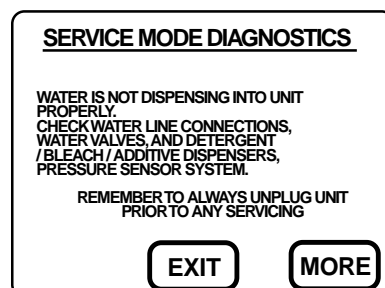 SERVICE MODE DIAGNOSTICS
WATER IS NOT DISPENSING INTO UNIT
PROPERLY.
CHECK WATER LINE CONNECTIONS,
WATER VALVES, AND DETERGENT
/ BLEACH / ADDITIVE DISPENSERS,
PRESSURE SENSOR SYSTEM.
REMEMBER TO ALWAYS UNPLUG UNIT
PRIOR TO ANY SERVICING
EXIT MORE